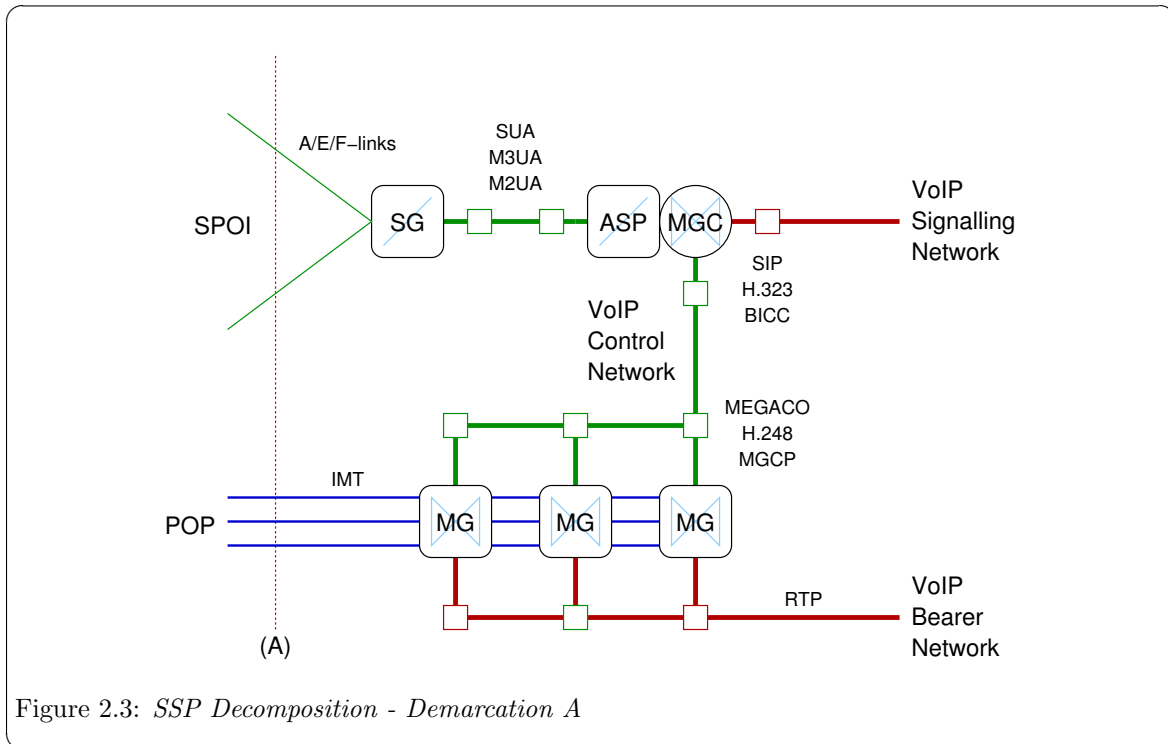 SUA
M3UA
M2UA
A/E/F−links
SPOI
SG
ASP
MGC
VoIP
Signalling
Network
SIP
H.323
BICC
VoIP
Control
Network
MEGACO
H.248
MGCP
IMT
POP
MG
MG
MG
RTP
VoIP
Bearer
Network
(A)
Figure 2.3: SSP Decomposition - Demarcation A